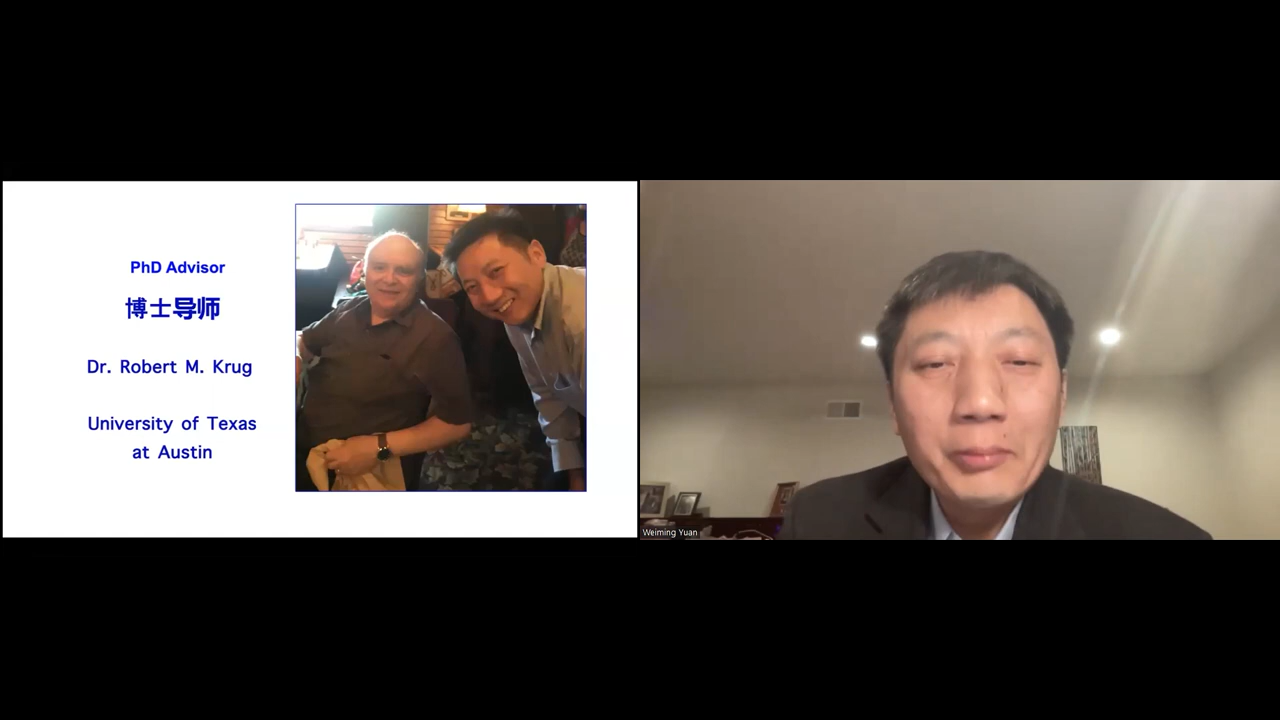 PhD Advisor
博士导师
Dr. Robert M. Krug
University of Texas
at Austin
Weiming Yuan